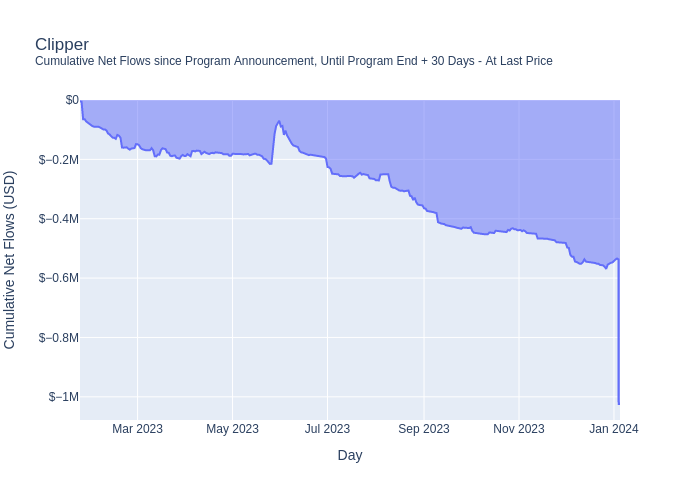 Clipper
Cumulative Net Flows since Program Announcement, Until Program End + 30 Days - At Last Price
Cumulative Net Flows (USD)
$0
$−0.2M
$−0.4M
$−0.6M
$−0.8M
$−1M
Mar 2023 May 2023 Jul 2023 Sep 2023 Nov 2023 Jan 2024
Day